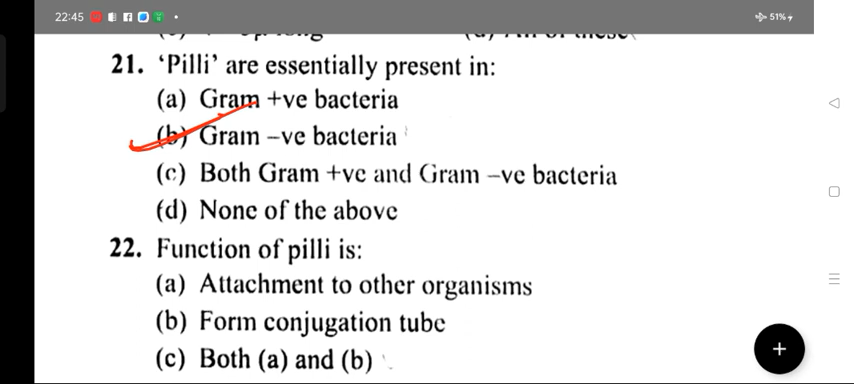 22:45
51%
21. ‘Pilli’ are essentially present in:
(a) Gram +ve bacteria
(b) Gram –ve bacteria
(c) Both Gram +ve and Gram –ve bacteria
(d) None of the above
22. Function of pilli is:
(a) Attachment to other organisms
(b) Form conjugation tube
(c) Both (a) and (b)